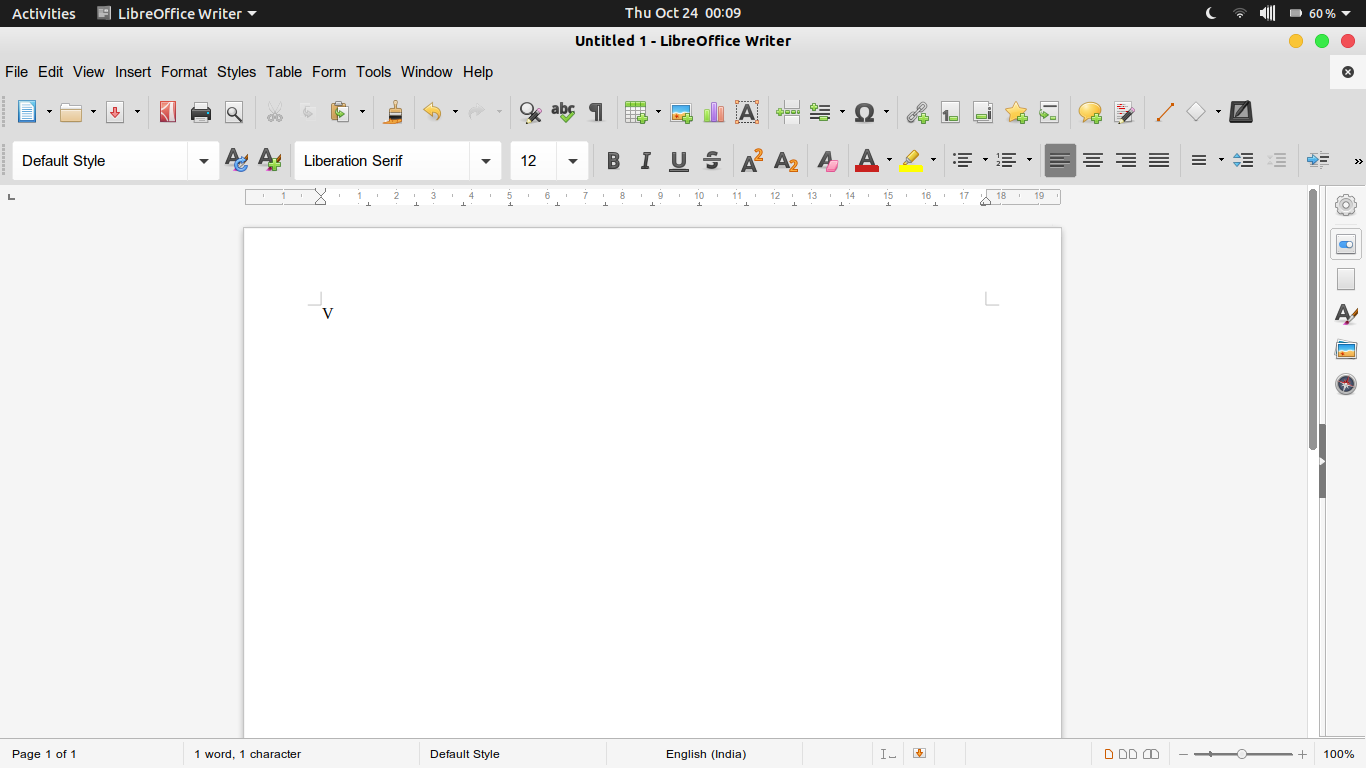 Activities LibreOffice Writer Thu Oct 24 00:09 60 %
Untitled 1 - LibreOffice Writer
File Edit View Insert Format Styles Table Form Tools Window Help
Default Style Liberation Serif 12
1 1 2 3 4 5 6 7 8 9 10 11 12 13 14 15 16 17 18 19
V
Page 1 of 1 1 word, 1 character Default Style English (India) 100%